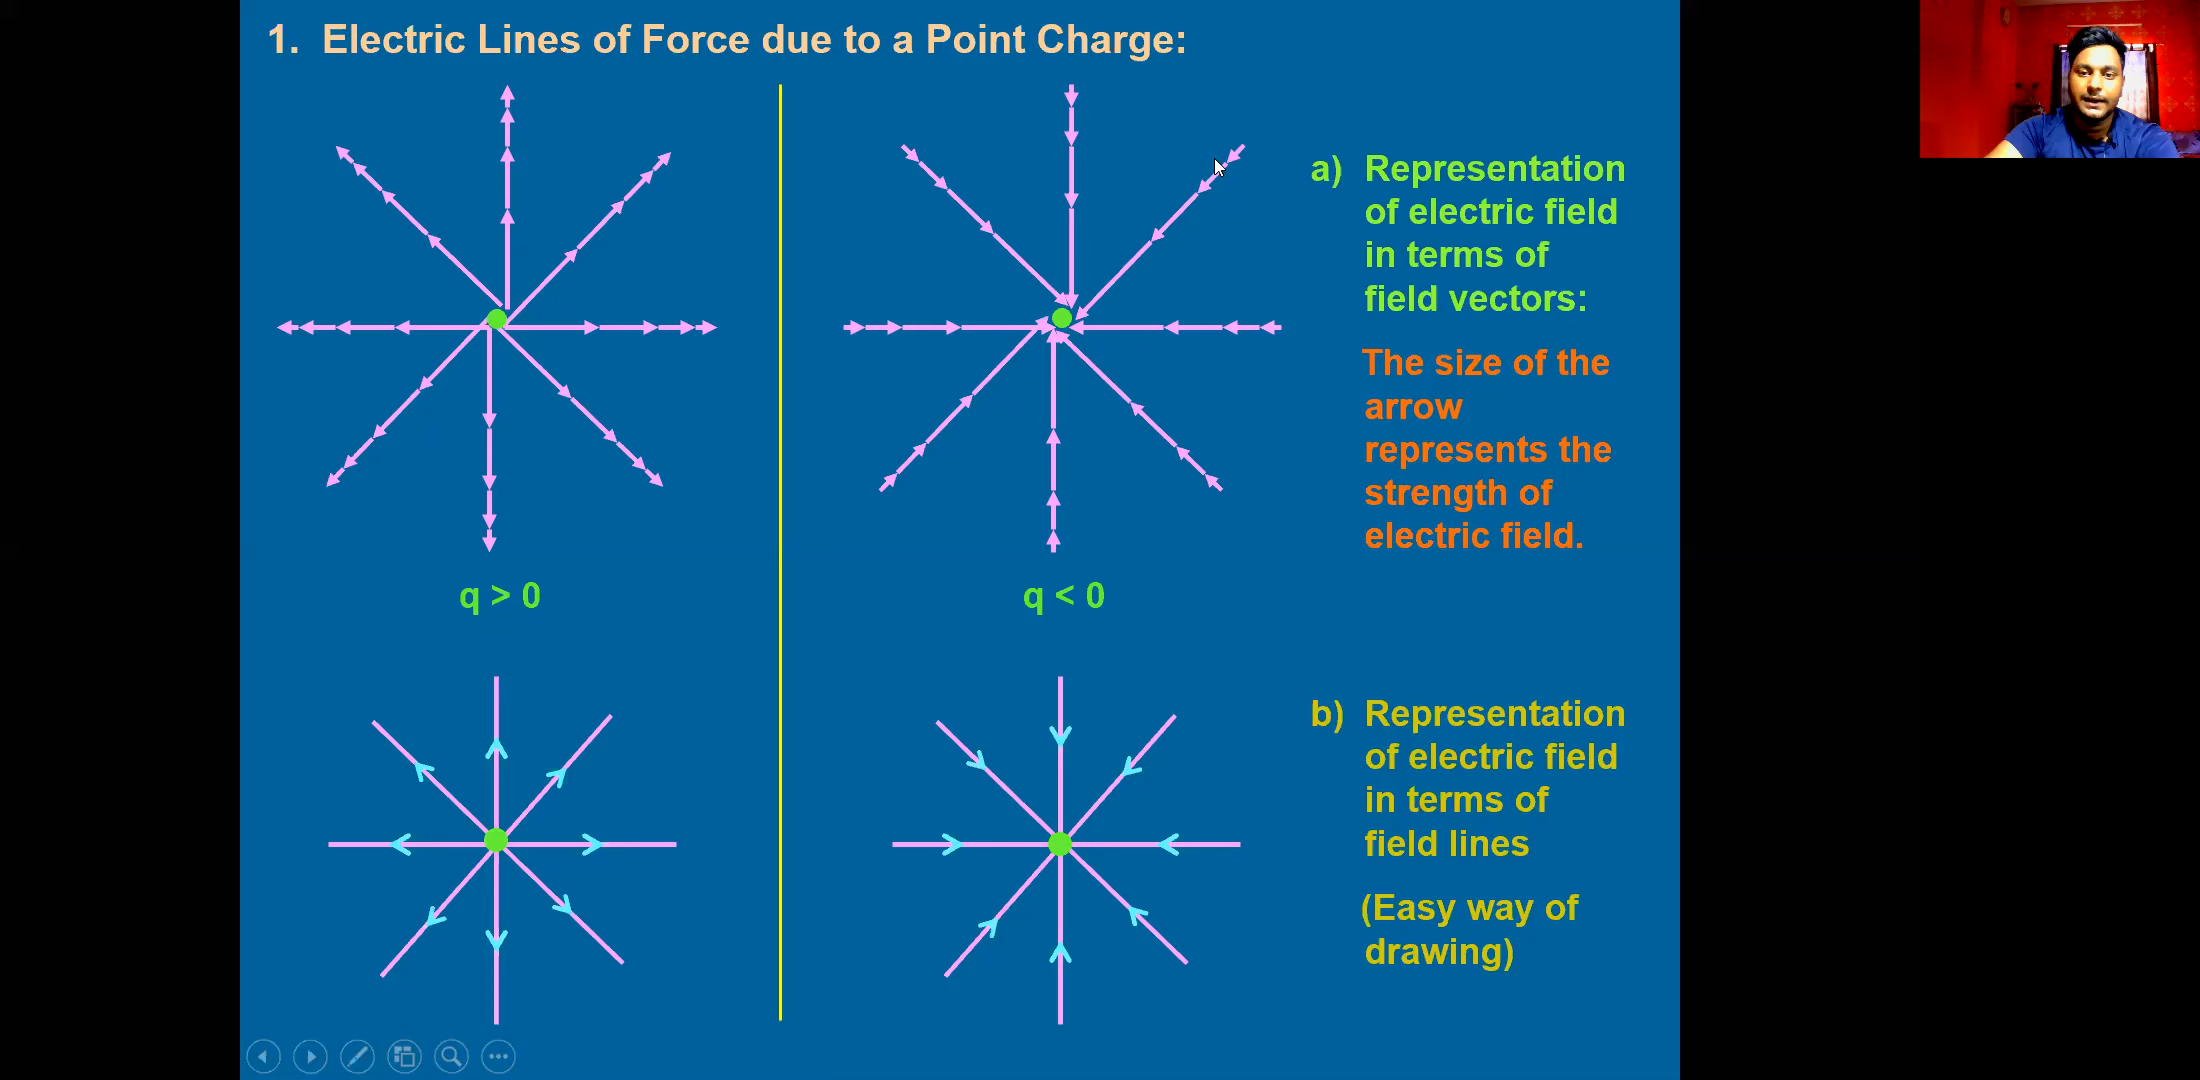 1. Electric Lines of Force due to a Point Charge:
a) Representation
of electric field
in terms of
field vectors:
The size of the
arrow
represents the
strength of
electric field.
q > 0
q < 0
b) Representation
of electric field
in terms of
field lines
(Easy way of
drawing)